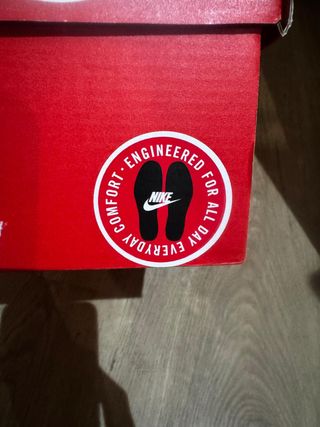 ENGINEERED FOR ALL DAY EVERYDAY COMFORT ·
NIKE